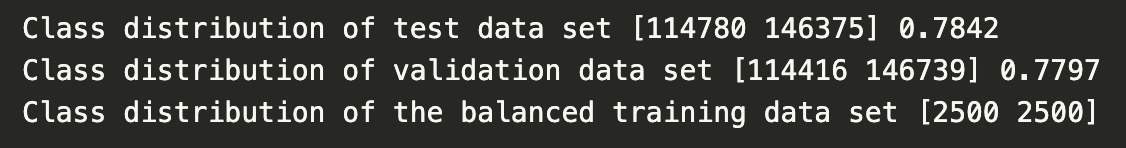 Class distribution of test data set [114780 146375] 0.7842
Class distribution of validation data set [114416 146739] 0.7797
Class distribution of the balanced training data set [2500 2500]